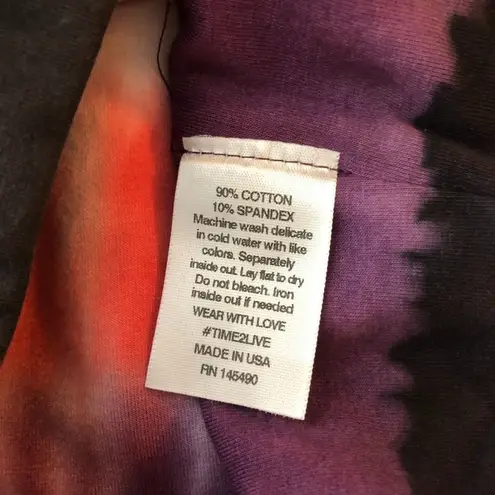 90% COTTON
10% SPANDEX
Machine wash delicate
in cold water with like
colors. Separately
inside out. Lay flat to dry
Do not bleach. Iron
inside out if needed
WEAR WITH LOVE
#TIME2LIVE
MADE IN USA
RN 145490